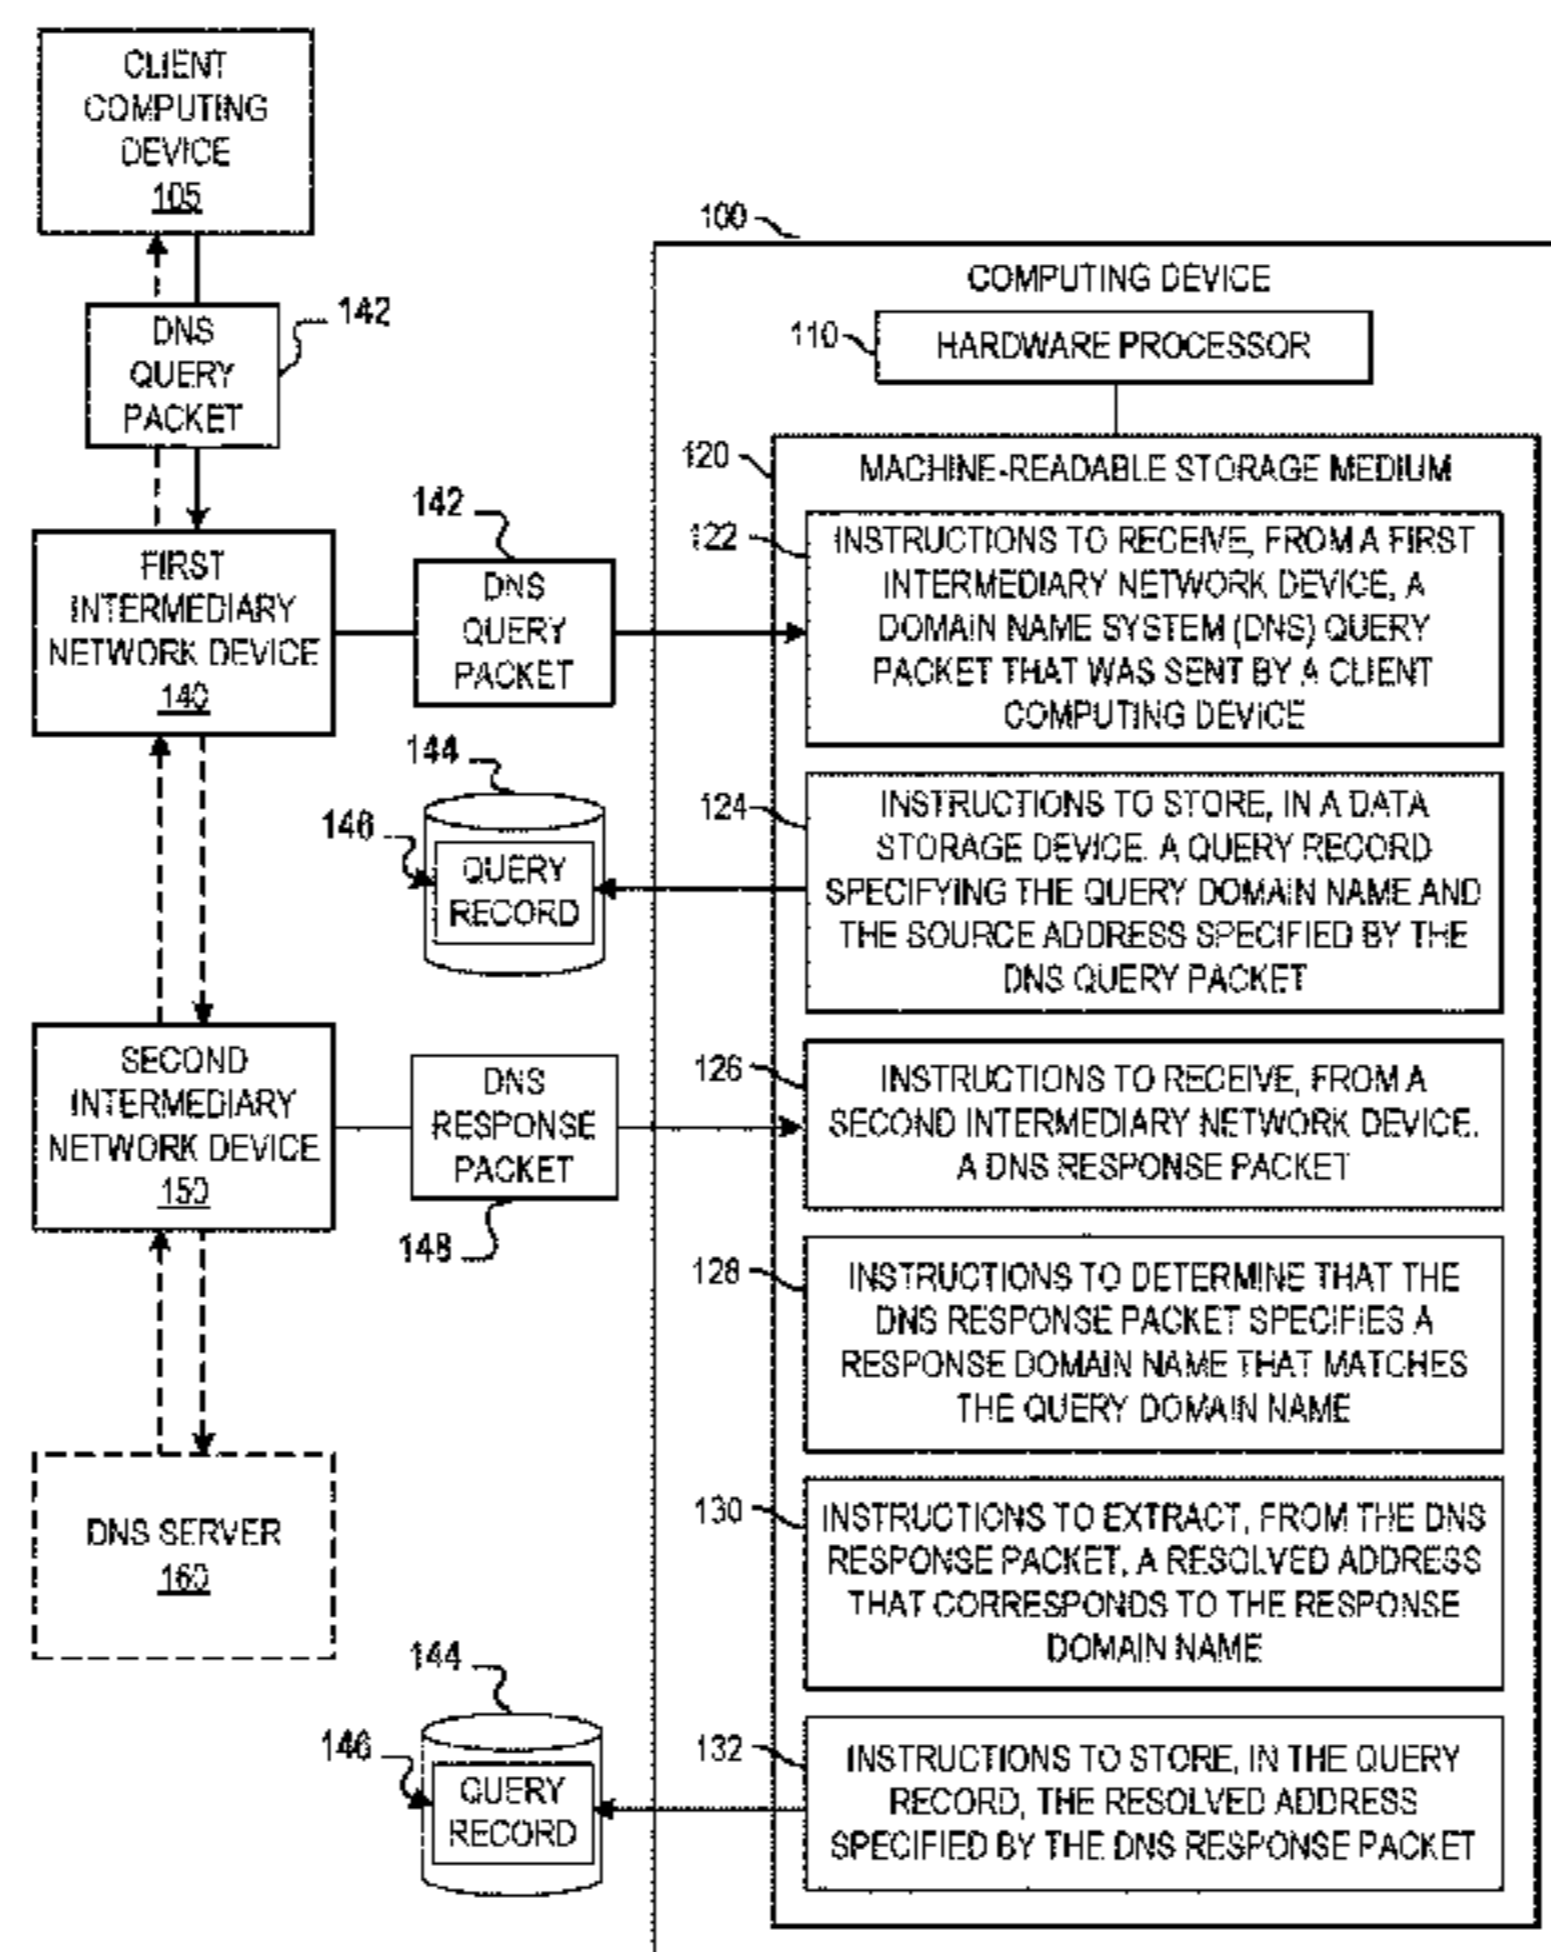 CLIENT
COMPUTING
DEVICE
105
100
COMPUTING DEVICE
DNS
QUERY
PACKET
142
110
HARDWARE PROCESSOR
120
MACHINE-READABLE STORAGE MEDIUM
142
DNS
QUERY
PACKET
122
INSTRUCTIONS TO RECEIVE, FROM A FIRST
INTERMEDIARY NETWORK DEVICE, A
DOMAIN NAME SYSTEM (DNS) QUERY
PACKET THAT WAS SENT BY A CLIENT
COMPUTING DEVICE
FIRST
INTERMEDIARY
NETWORK DEVICE
140
144
146
QUERY
RECORD
124
INSTRUCTIONS TO STORE, IN A DATA
STORAGE DEVICE, A QUERY RECORD
SPECIFYING THE QUERY DOMAIN NAME AND
THE SOURCE ADDRESS SPECIFIED BY THE
DNS QUERY PACKET
SECOND
INTERMEDIARY
NETWORK DEVICE
150
DNS
RESPONSE
PACKET
148
126
INSTRUCTIONS TO RECEIVE, FROM A
SECOND INTERMEDIARY NETWORK DEVICE,
A DNS RESPONSE PACKET
128
INSTRUCTIONS TO DETERMINE THAT THE
DNS RESPONSE PACKET SPECIFIES A
RESPONSE DOMAIN NAME THAT MATCHES
THE QUERY DOMAIN NAME
DNS SERVER
160
130
INSTRUCTIONS TO EXTRACT, FROM THE DNS
RESPONSE PACKET, A RESOLVED ADDRESS
THAT CORRESPONDS TO THE RESPONSE
DOMAIN NAME
144
146
QUERY
RECORD
132
INSTRUCTIONS TO STORE, IN THE QUERY
RECORD, THE RESOLVED ADDRESS
SPECIFIED BY THE DNS RESPONSE PACKET